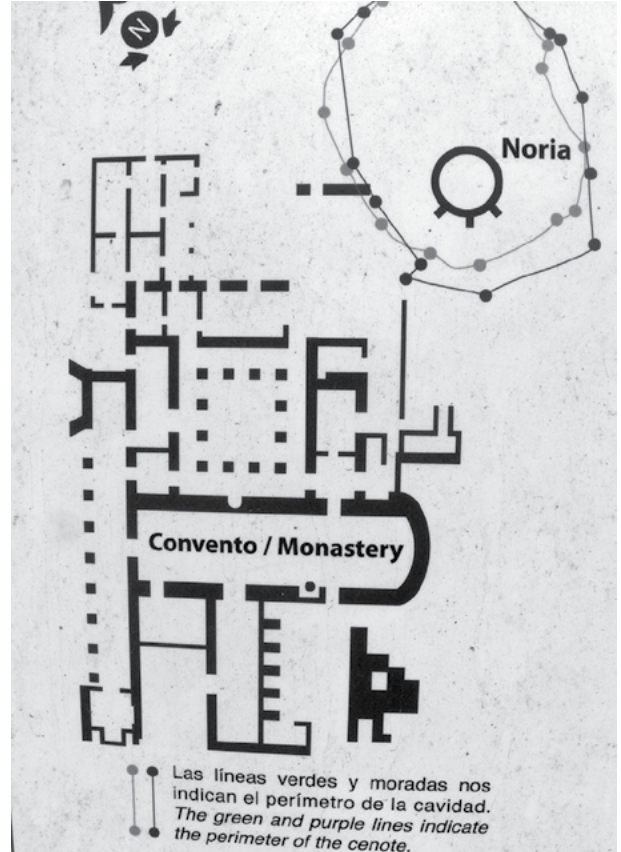 N
Noria
Convento / Monastery
Las líneas verdes y moradas nos
indican el perímetro de la cavidad.
The green and purple lines indicate
the perimeter of the cenote.